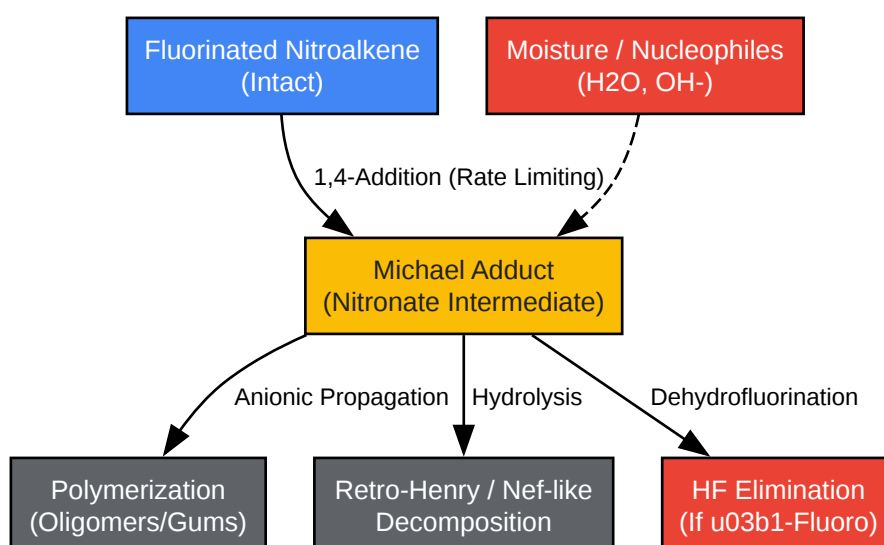 Fluorinated Nitroalkene
(Intact)
Moisture / Nucleophiles
(H2O, OH-)
1,4-Addition (Rate Limiting)
Michael Adduct
(Nitronate Intermediate)
Anionic Propagation
Hydrolysis
Dehydrofluorination
Polymerization
(Oligomers/Gums)
Retro-Henry / Nef-like
Decomposition
HF Elimination
(If u03b1-Fluoro)